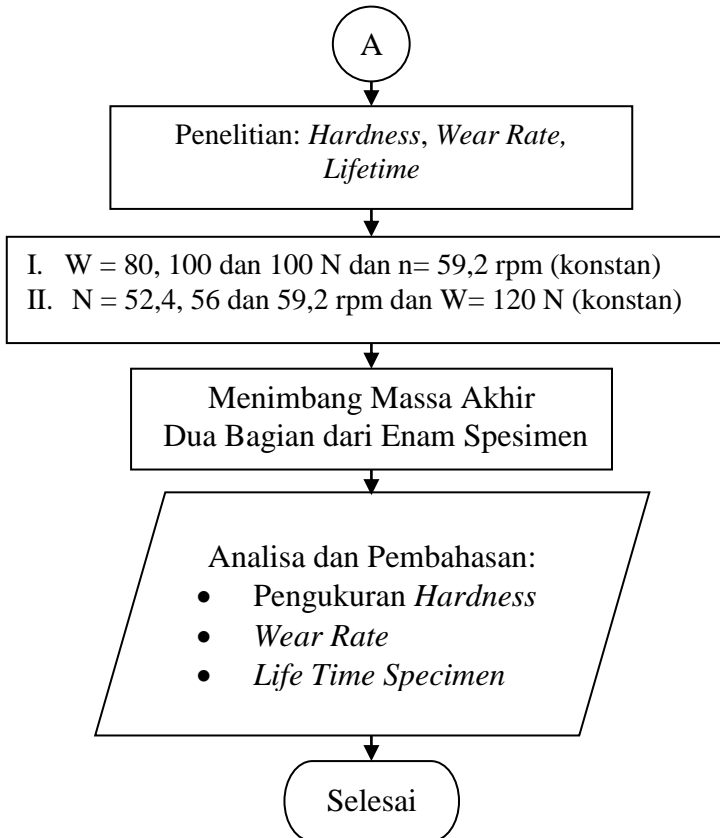 A
Penelitian: Hardness, Wear Rate,
Lifetime
I. W = 80, 100 dan 100 N dan n= 59,2 rpm (konstan)
II. N = 52,4, 56 dan 59,2 rpm dan W= 120 N (konstan)
Menimbang Massa Akhir
Dua Bagian dari Enam Spesimen
Analisa dan Pembahasan:
• Pengukuran Hardness
• Wear Rate
• Life Time Specimen
Selesai